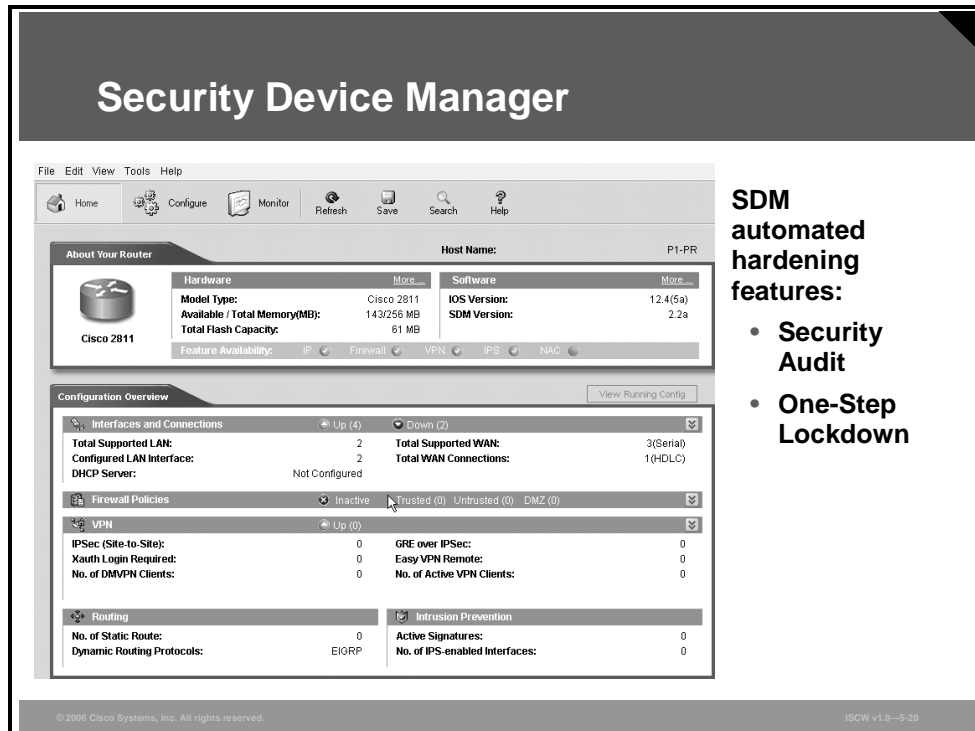 Security Device Manager
File Edit View Tools Help
Home Configure Monitor Refresh Save Search Help
About Your Router Host Name: P1-PR
Hardware More... Software More...
Model Type: Cisco 2811 IOS Version: 12.4(5a)
Available / Total Memory(MB): 143/256 MB SDM Version: 2.2a
Total Flash Capacity: 61 MB
Cisco 2811
Feature Availability: IP Firewall VPN IPS NAC
Configuration Overview View Running Config
Interfaces and Connections Up (4) Down (2)
Total Supported LAN: 2 Total Supported WAN: 3(Serial)
Configured LAN Interface: 2 Total WAN Connections: 1(HDLC)
DHCP Server: Not Configured
Firewall Policies Inactive Trusted (0) Untrusted (0) DMZ (0)
VPN Up (0)
IPSec (Site-to-Site): 0 GRE over IPSec: 0
Xauth Login Required: 0 Easy VPN Remote: 0
No. of DMVPN Clients: 0 No. of Active VPN Clients: 0
Routing Intrusion Prevention
No. of Static Route: 0 Active Signatures: 0
Dynamic Routing Protocols: EIGRP No. of IPS-enabled Interfaces: 0
SDM
automated
hardening
features:
• Security
Audit
• One-Step
Lockdown
© 2006 Cisco Systems, Inc. All rights reserved. ISCW v1.0—5-20